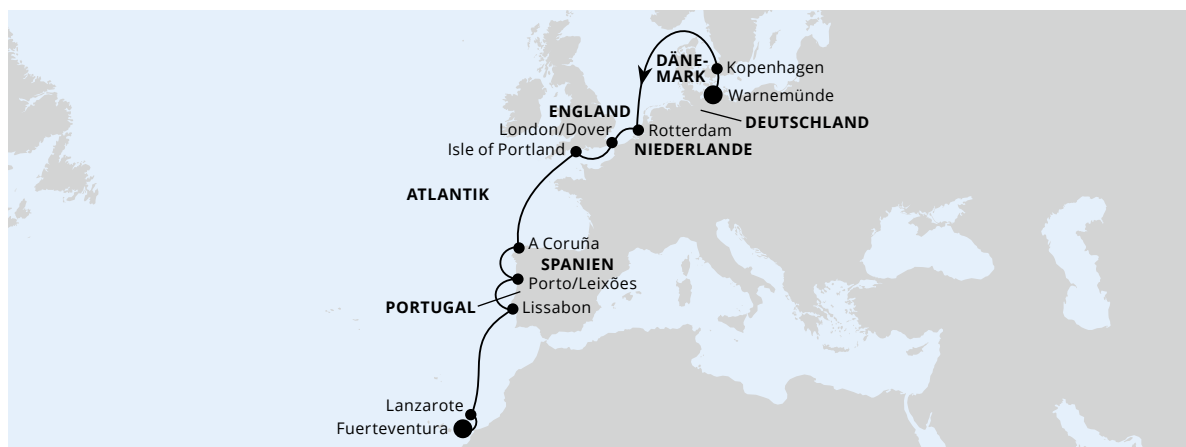 DÄNE-
MARK
Kopenhagen
Warnemünde
ENGLAND
DEUTSCHLAND
London/Dover
Rotterdam
Isle of Portland
NIEDERLANDE
ATLANTIK
A Coruña
SPANIEN
Porto/Leixões
PORTUGAL
Lissabon
Lanzarote
Fuerteventura